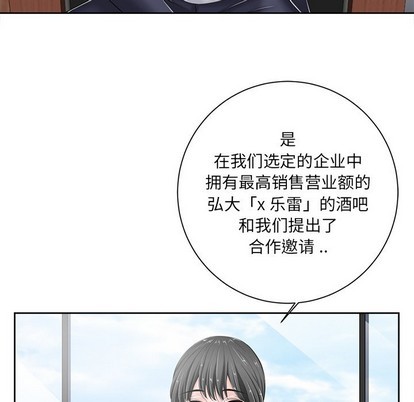 是
在我们选定的企业中
拥有最高销售营业额的
弘大「x 乐雷」的酒吧
和我们提出了
合作邀请 ..